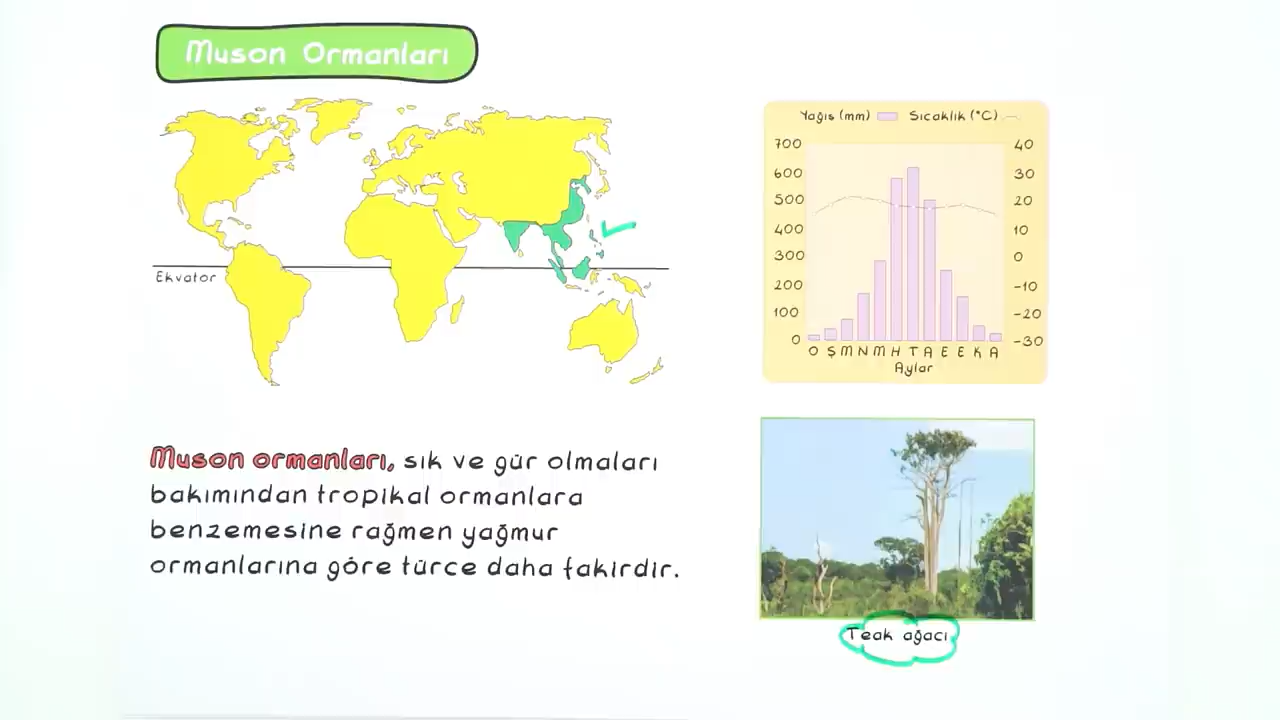 Muson Ormanları
Ekvator
Yağış (mm) Sıcaklık (°C)
700 40
600 30
500 20
400 10
300 0
200 -10
100 -20
0 -30
O Ş M N M H T A E E K A
Aylar
Muson ormanları, sık ve gür olmaları
bakımından tropikal ormanlara
benzemesine rağmen yağmur
ormanlarına göre türce daha fakirdir.
Teak ağacı